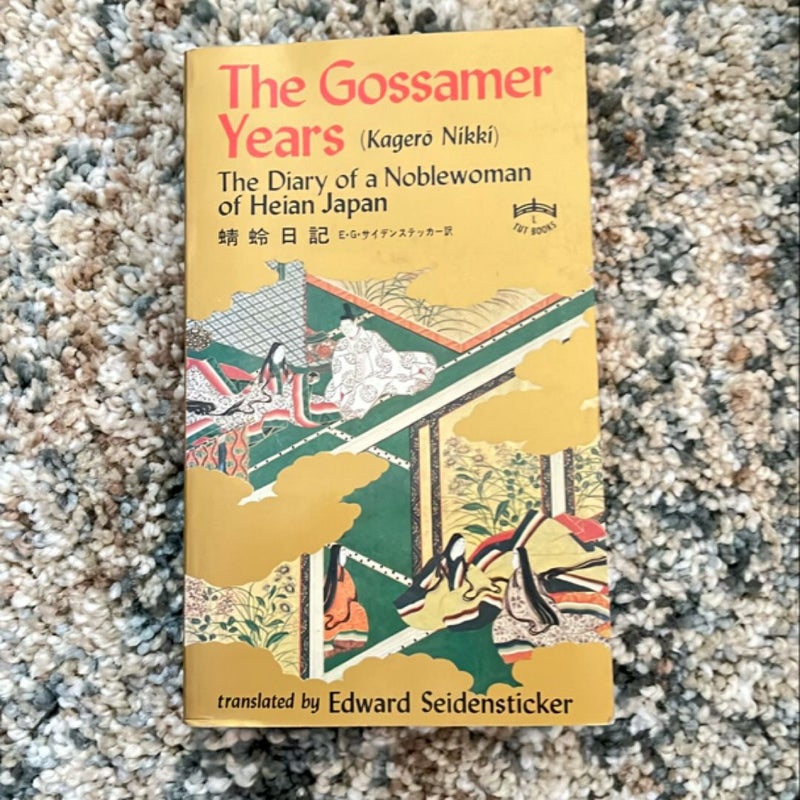 The Gossamer
Years (Kagerō Nikki)
The Diary of a Noblewoman
of Heian Japan
蜻蛉日記 E・G・サイデンステッカー訳
L
TUT BOOKS
translated by Edward Seidensticker